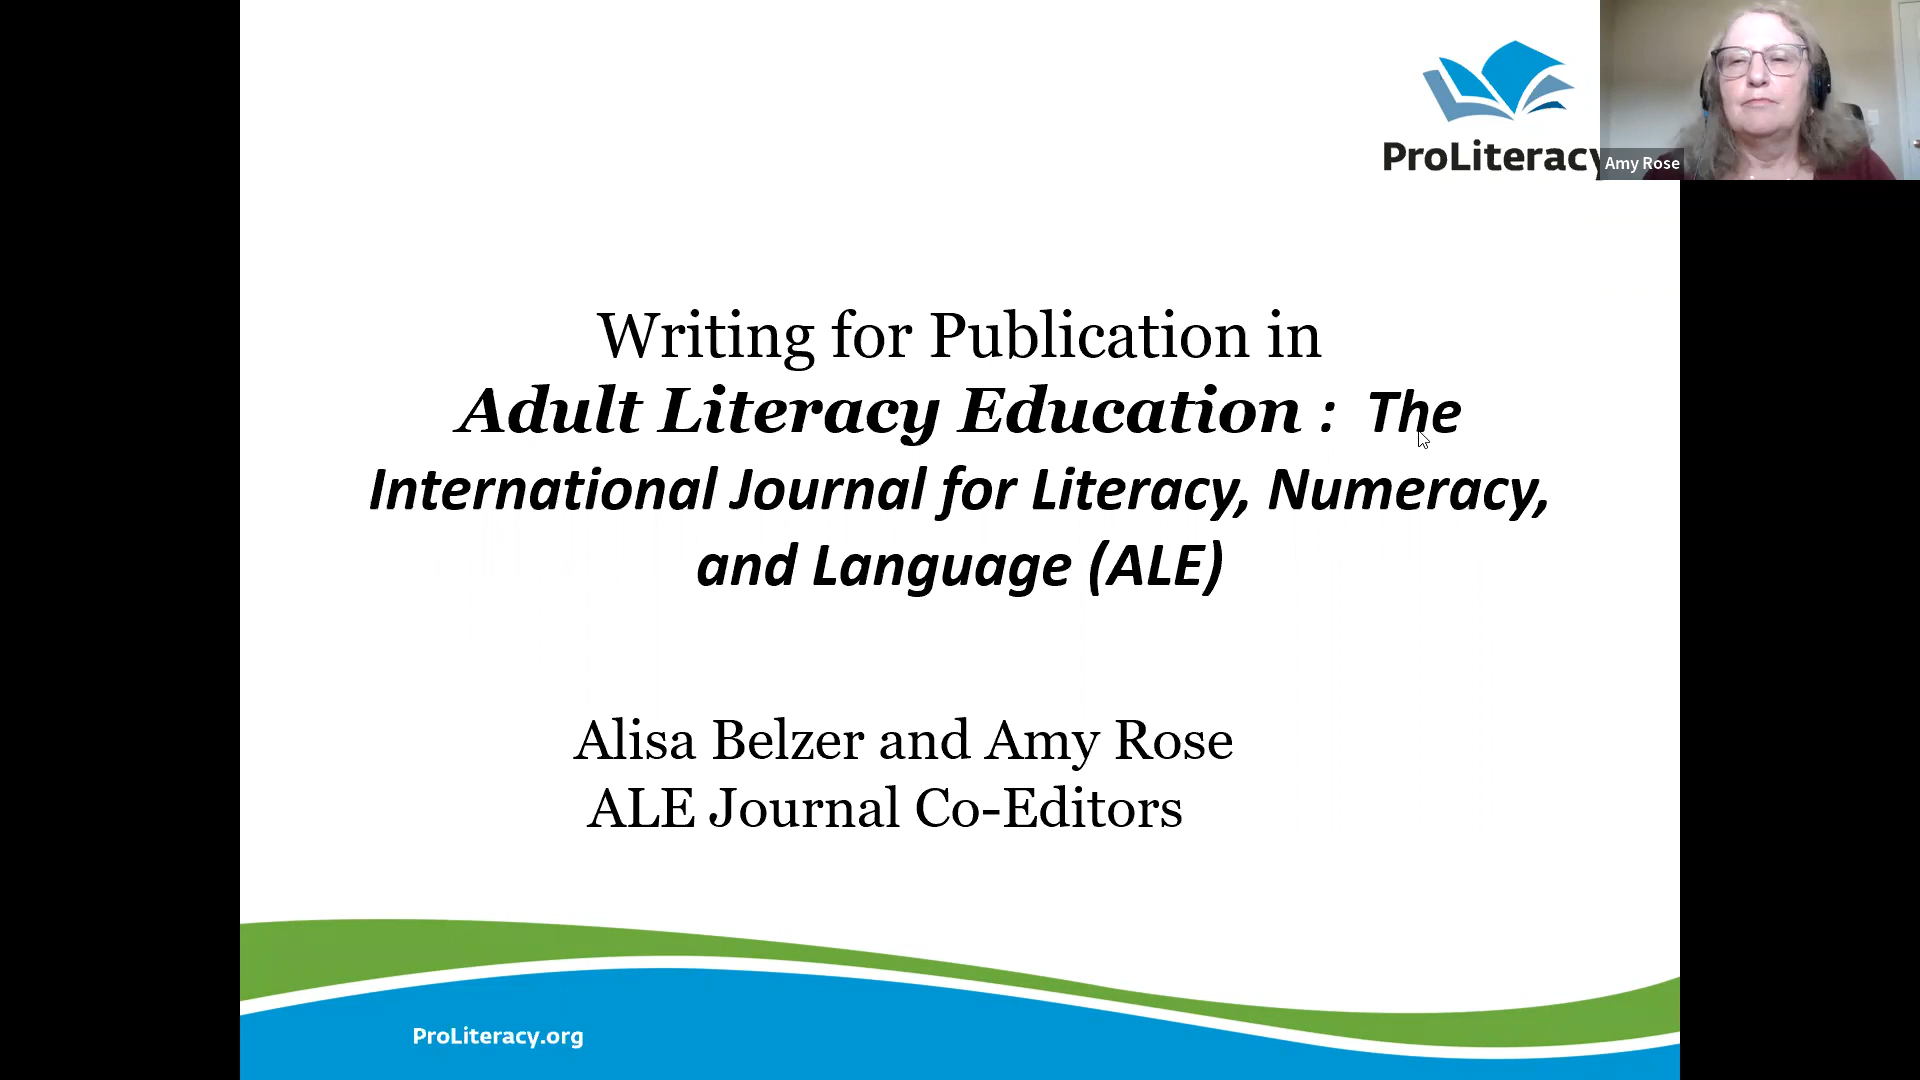 ProLiteracy
Amy Rose
Writing for Publication in
Adult Literacy Education : The
International Journal for Literacy, Numeracy,
and Language (ALE)
Alisa Belzer and Amy Rose
ALE Journal Co-Editors
ProLiteracy.org